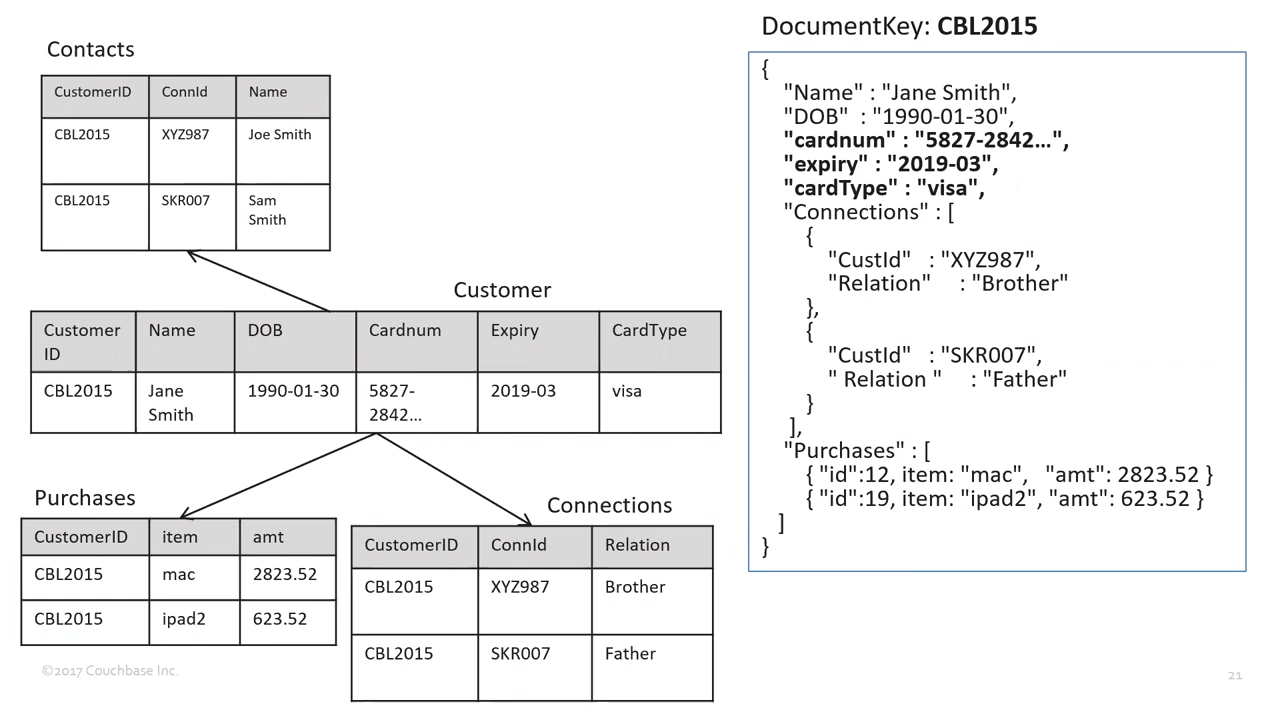 Contacts
CustomerID ConnId Name
CBL2015 XYZ987 Joe Smith
CBL2015 SKR007 Sam
Smith
Customer
Customer Name DOB Cardnum Expiry CardType
ID
CBL2015 Jane 1990-01-30 5827- 2019-03 visa
Smith 2842...
Purchases
CustomerID item amt
CBL2015 mac 2823.52
CBL2015 ipad2 623.52
Connections
CustomerID ConnId Relation
CBL2015 XYZ987 Brother
CBL2015 SKR007 Father
©2017 Couchbase Inc.
DocumentKey: CBL2015
{
"Name" : "Jane Smith",
"DOB" : "1990-01-30",
"cardnum" : "5827-2842...",
"expiry" : "2019-03",
"cardType" : "visa",
"Connections" : [
{
"CustId" : "XYZ987",
"Relation" : "Brother"
},
{
"CustId" : "SKR007",
" Relation " : "Father"
}
],
"Purchases" : [
{ "id":12, item: "mac", "amt": 2823.52 }
{ "id":19, item: "ipad2", "amt": 623.52 }
]
}
21